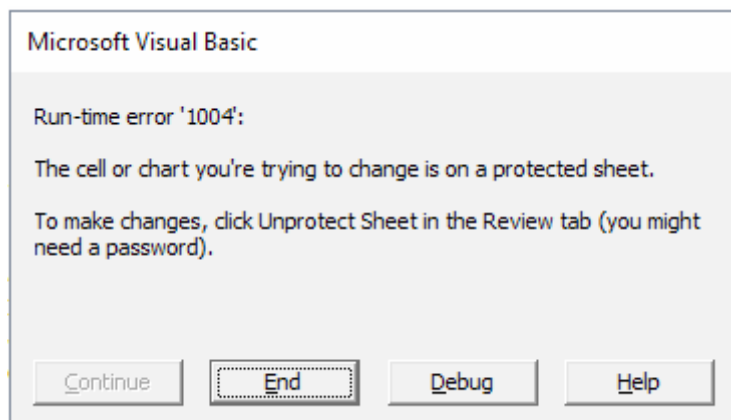 Microsoft Visual Basic
Run-time error '1004':
The cell or chart you're trying to change is on a protected sheet.
To make changes, click Unprotect Sheet in the Review tab (you might
need a password).
Continue
End
Debug
Help